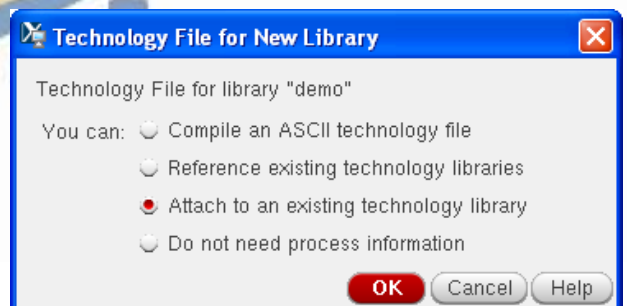 Technology File for New Library
Technology File for library "demo"
You can: Compile an ASCII technology file
Reference existing technology libraries
Attach to an existing technology library
Do not need process information
OK Cancel Help